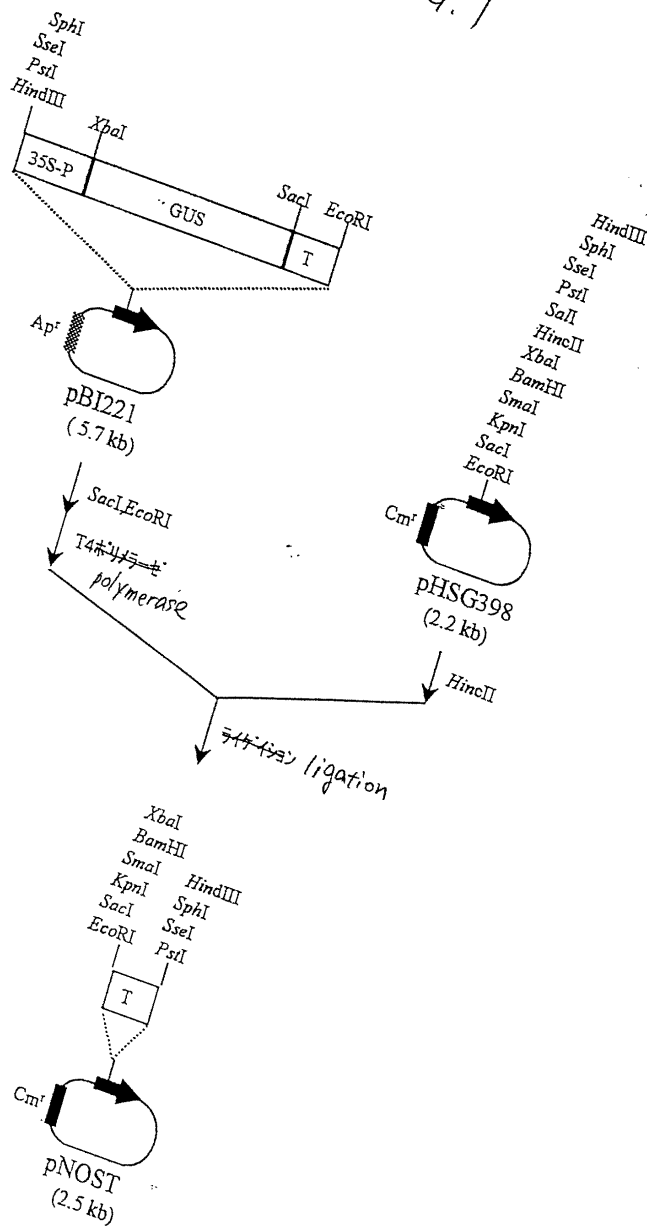 SphI
SseI
PstI
HindIII
XbaI
35S-P
GUS
SacI
EcoRI
T
Apr
pBI221
(5.7 kb)
SacI,EcoRI
T4ポリメラーゼ
polymerase
HindIII
SphI
SseI
PstI
SalI
HincII
XbaI
BamHI
SmaI
KpnI
SacI
EcoRI
Cmr
pHSG398
(2.2 kb)
HincII
ライゲイション ligation
XbaI
BamHI
SmaI
KpnI
SacI
EcoRI
HindIII
SphI
SseI
PstI
T
Cmr
pNOST
(2.5 kb)